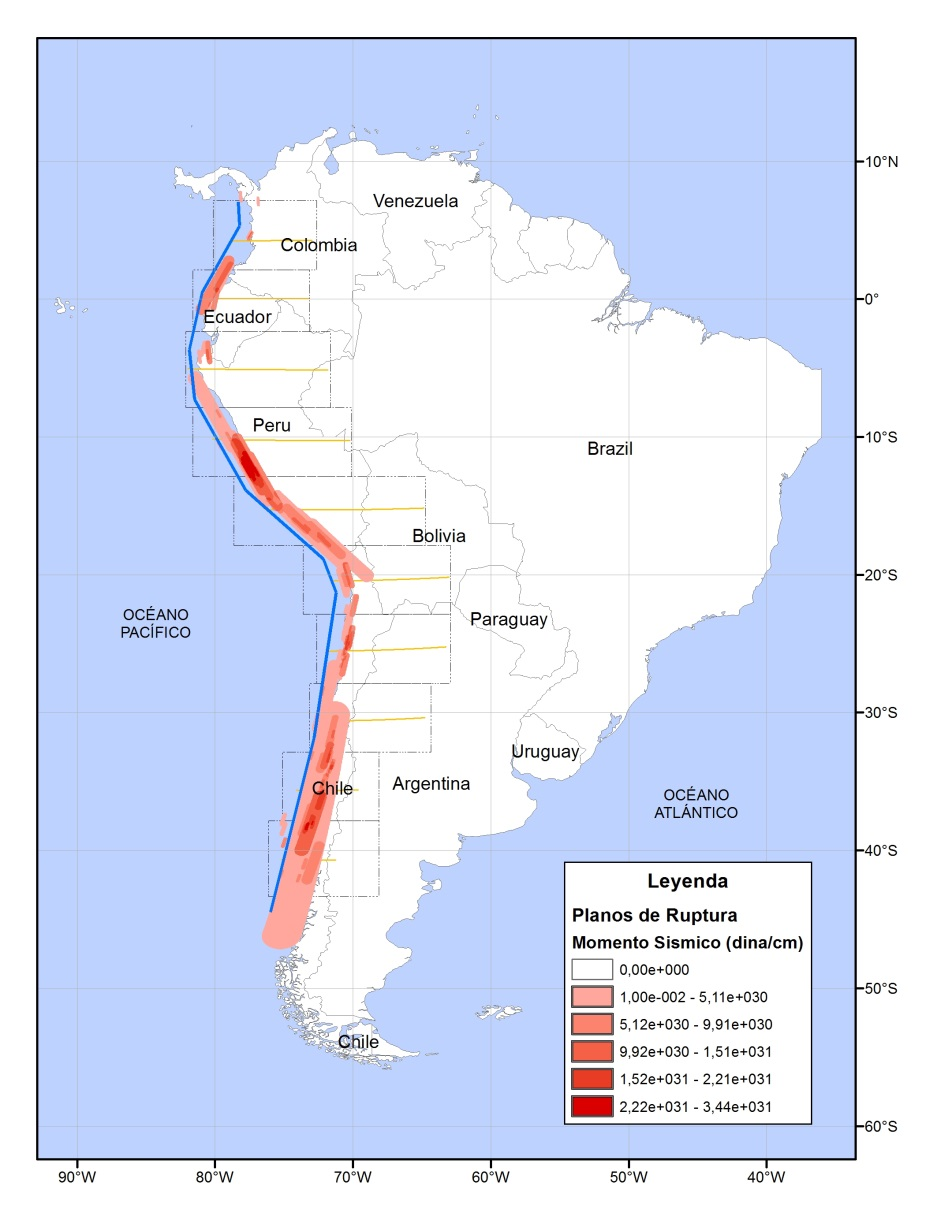 10°N
Venezuela
Colombia
0°
Ecuador
Peru
10°S
Brazil
Bolivia
20°S
OCÉANO
PACÍFICO
Paraguay
30°S
Uruguay
Chile
Argentina
OCÉANO
ATLÁNTICO
40°S
Leyenda
Planos de Ruptura
Momento Sismico (dina/cm)
0,00e+000
1,00e-002 - 5,11e+030
5,12e+030 - 9,91e+030
9,92e+030 - 1,51e+031
1,52e+031 - 2,21e+031
2,22e+031 - 3,44e+031
50°S
Chile
60°S
90°W 80°W 70°W 60°W 50°W 40°W